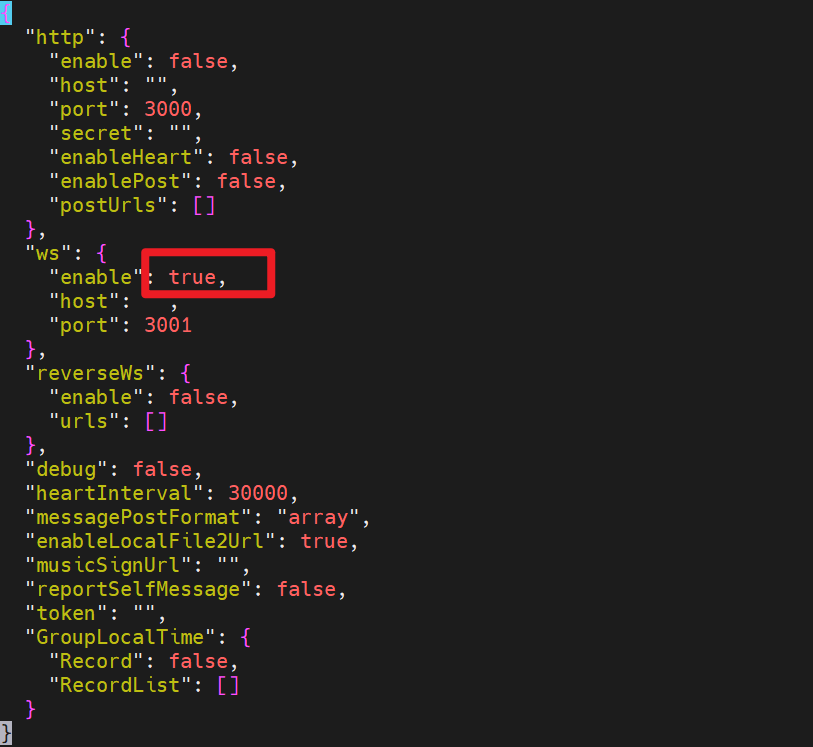 {
  "http": {
    "enable": false,
    "host": "",
    "port": 3000,
    "secret": "",
    "enableHeart": false,
    "enablePost": false,
    "postUrls": []
  },
  "ws": {
    "enable": true,
    "host":   ,
    "port": 3001
  },
  "reverseWs": {
    "enable": false,
    "urls": []
  },
  "debug": false,
  "heartInterval": 30000,
  "messagePostFormat": "array",
  "enableLocalFile2Url": true,
  "musicSignUrl": "",
  "reportSelfMessage": false,
  "token": "",
  "GroupLocalTime": {
    "Record": false,
    "RecordList": []
  }
}